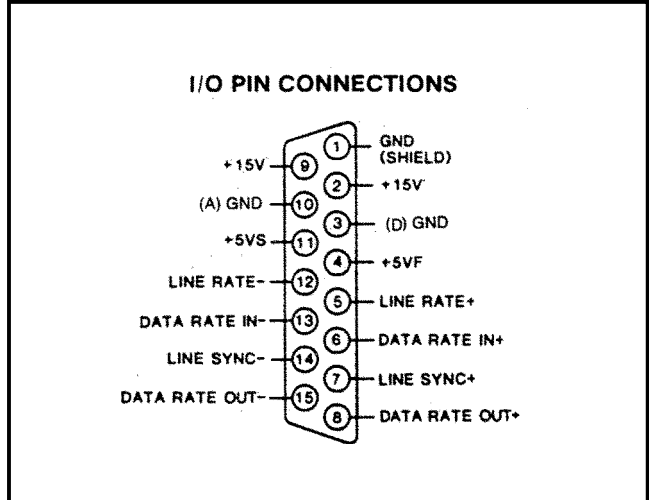 I/O PIN CONNECTIONS
1 GND
(SHIELD)
+15V 9
2 +15V
(A) GND 10
3 (D) GND
+5VS 11
4 +5VF
LINE RATE- 12
5 LINE RATE+
DATA RATE IN- 13
6 DATA RATE IN+
LINE SYNC- 14
7 LINE SYNC+
DATA RATE OUT- 15
8 DATA RATE OUT+